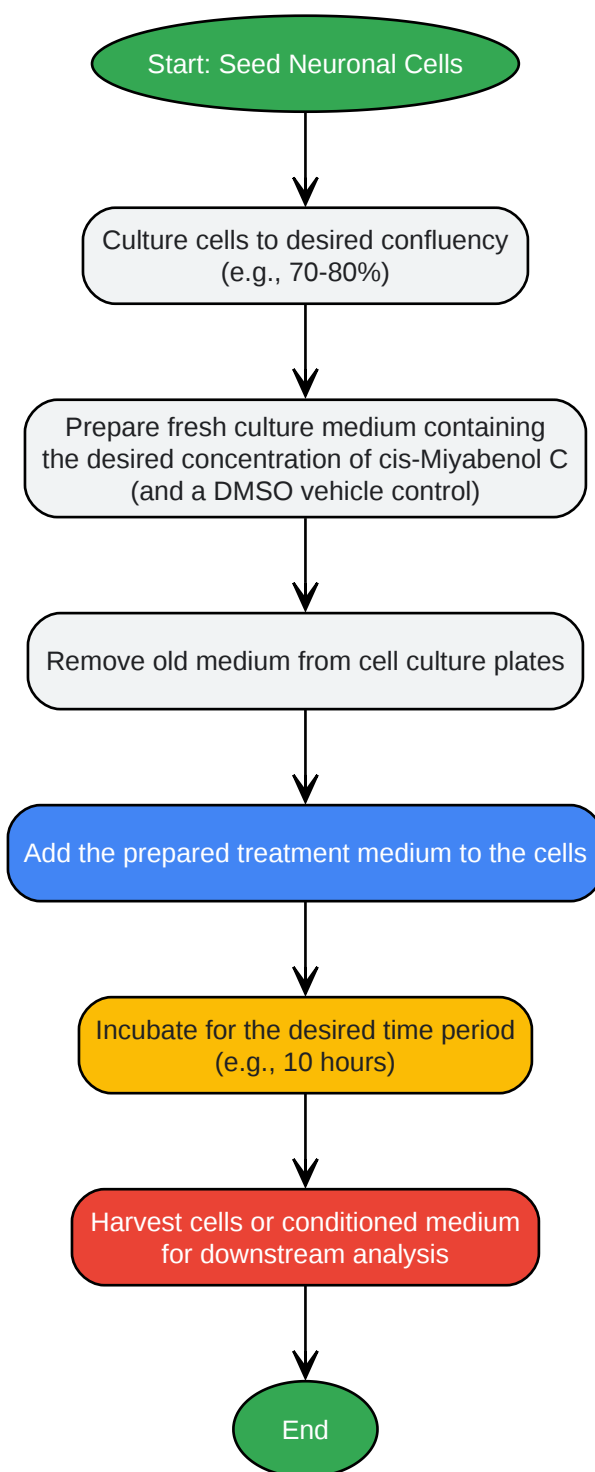 Start: Seed Neuronal Cells
Culture cells to desired confluency
(e.g., 70-80%)
Prepare fresh culture medium containing
the desired concentration of cis-Miyabenol C
(and a DMSO vehicle control)
Remove old medium from cell culture plates
Add the prepared treatment medium to the cells
Incubate for the desired time period
(e.g., 10 hours)
Harvest cells or conditioned medium
for downstream analysis
End